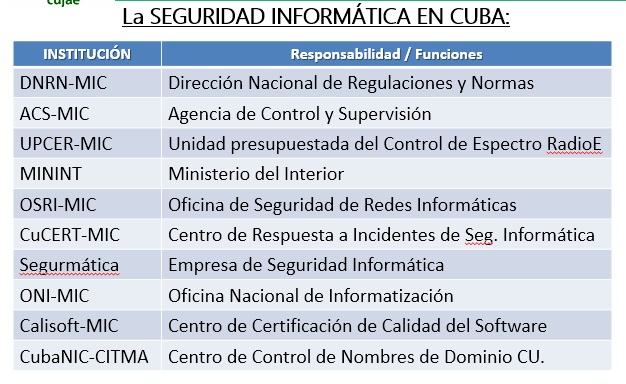 cujae
La SEGURIDAD INFORMÁTICA EN CUBA:
INSTITUCIÓN Responsabilidad / Funciones
DNRN-MIC Dirección Nacional de Regulaciones y Normas
ACS-MIC Agencia de Control y Supervisión
UPCER-MIC Unidad presupuestada del Control de Espectro RadioE
MININT Ministerio del Interior
OSRI-MIC Oficina de Seguridad de Redes Informáticas
CuCERT-MIC Centro de Respuesta a Incidentes de Seg. Informática
Segurmática Empresa de Seguridad Informática
ONI-MIC Oficina Nacional de Informatización
Calisoft-MIC Centro de Certificación de Calidad del Software
CubaNIC-CITMA Centro de Control de Nombres de Dominio CU.